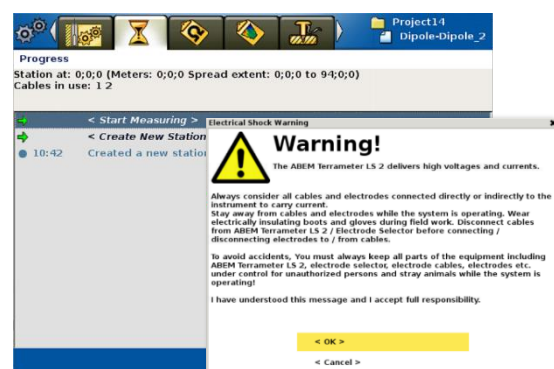 Project14
Dipole-Dipole_2
Progress
Station at: 0;0;0 (Meters: 0;0;0 Spread extent: 0;0;0 to 94;0;0)
Cables in use: 1 2
< Start Measuring >
< Create New Station
10:42 Created a new station
Electrical Shock Warning
Warning!
The ABEM Terrameter LS 2 delivers high voltages and currents.
Always consider all cables and electrodes connected directly or indirectly to the
instrument to carry current.
Stay away from cables and electrodes while the system is operating. Wear
electrically insulating boots and gloves during field work. Disconnect cables
from ABEM Terrameter LS 2 / Electrode Selector before connecting /
disconnecting electrodes to / from cables.
To avoid accidents, You must always keep all parts of the equipment including
ABEM Terrameter LS 2, electrode selector, electrode cables, electrodes etc.
under control for unauthorized persons and stray animals while the system is
operating!
I have understood this message and I accept full responsibility.
< OK >
< Cancel >